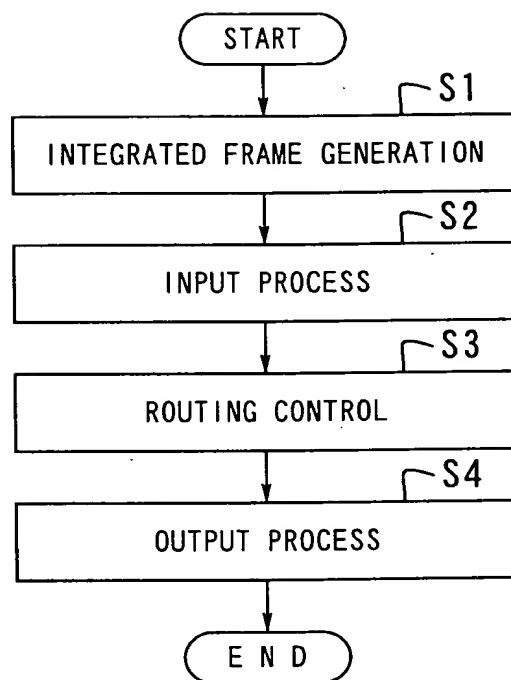 START
S1
INTEGRATED FRAME GENERATION
S2
INPUT PROCESS
S3
ROUTING CONTROL
S4
OUTPUT PROCESS
END